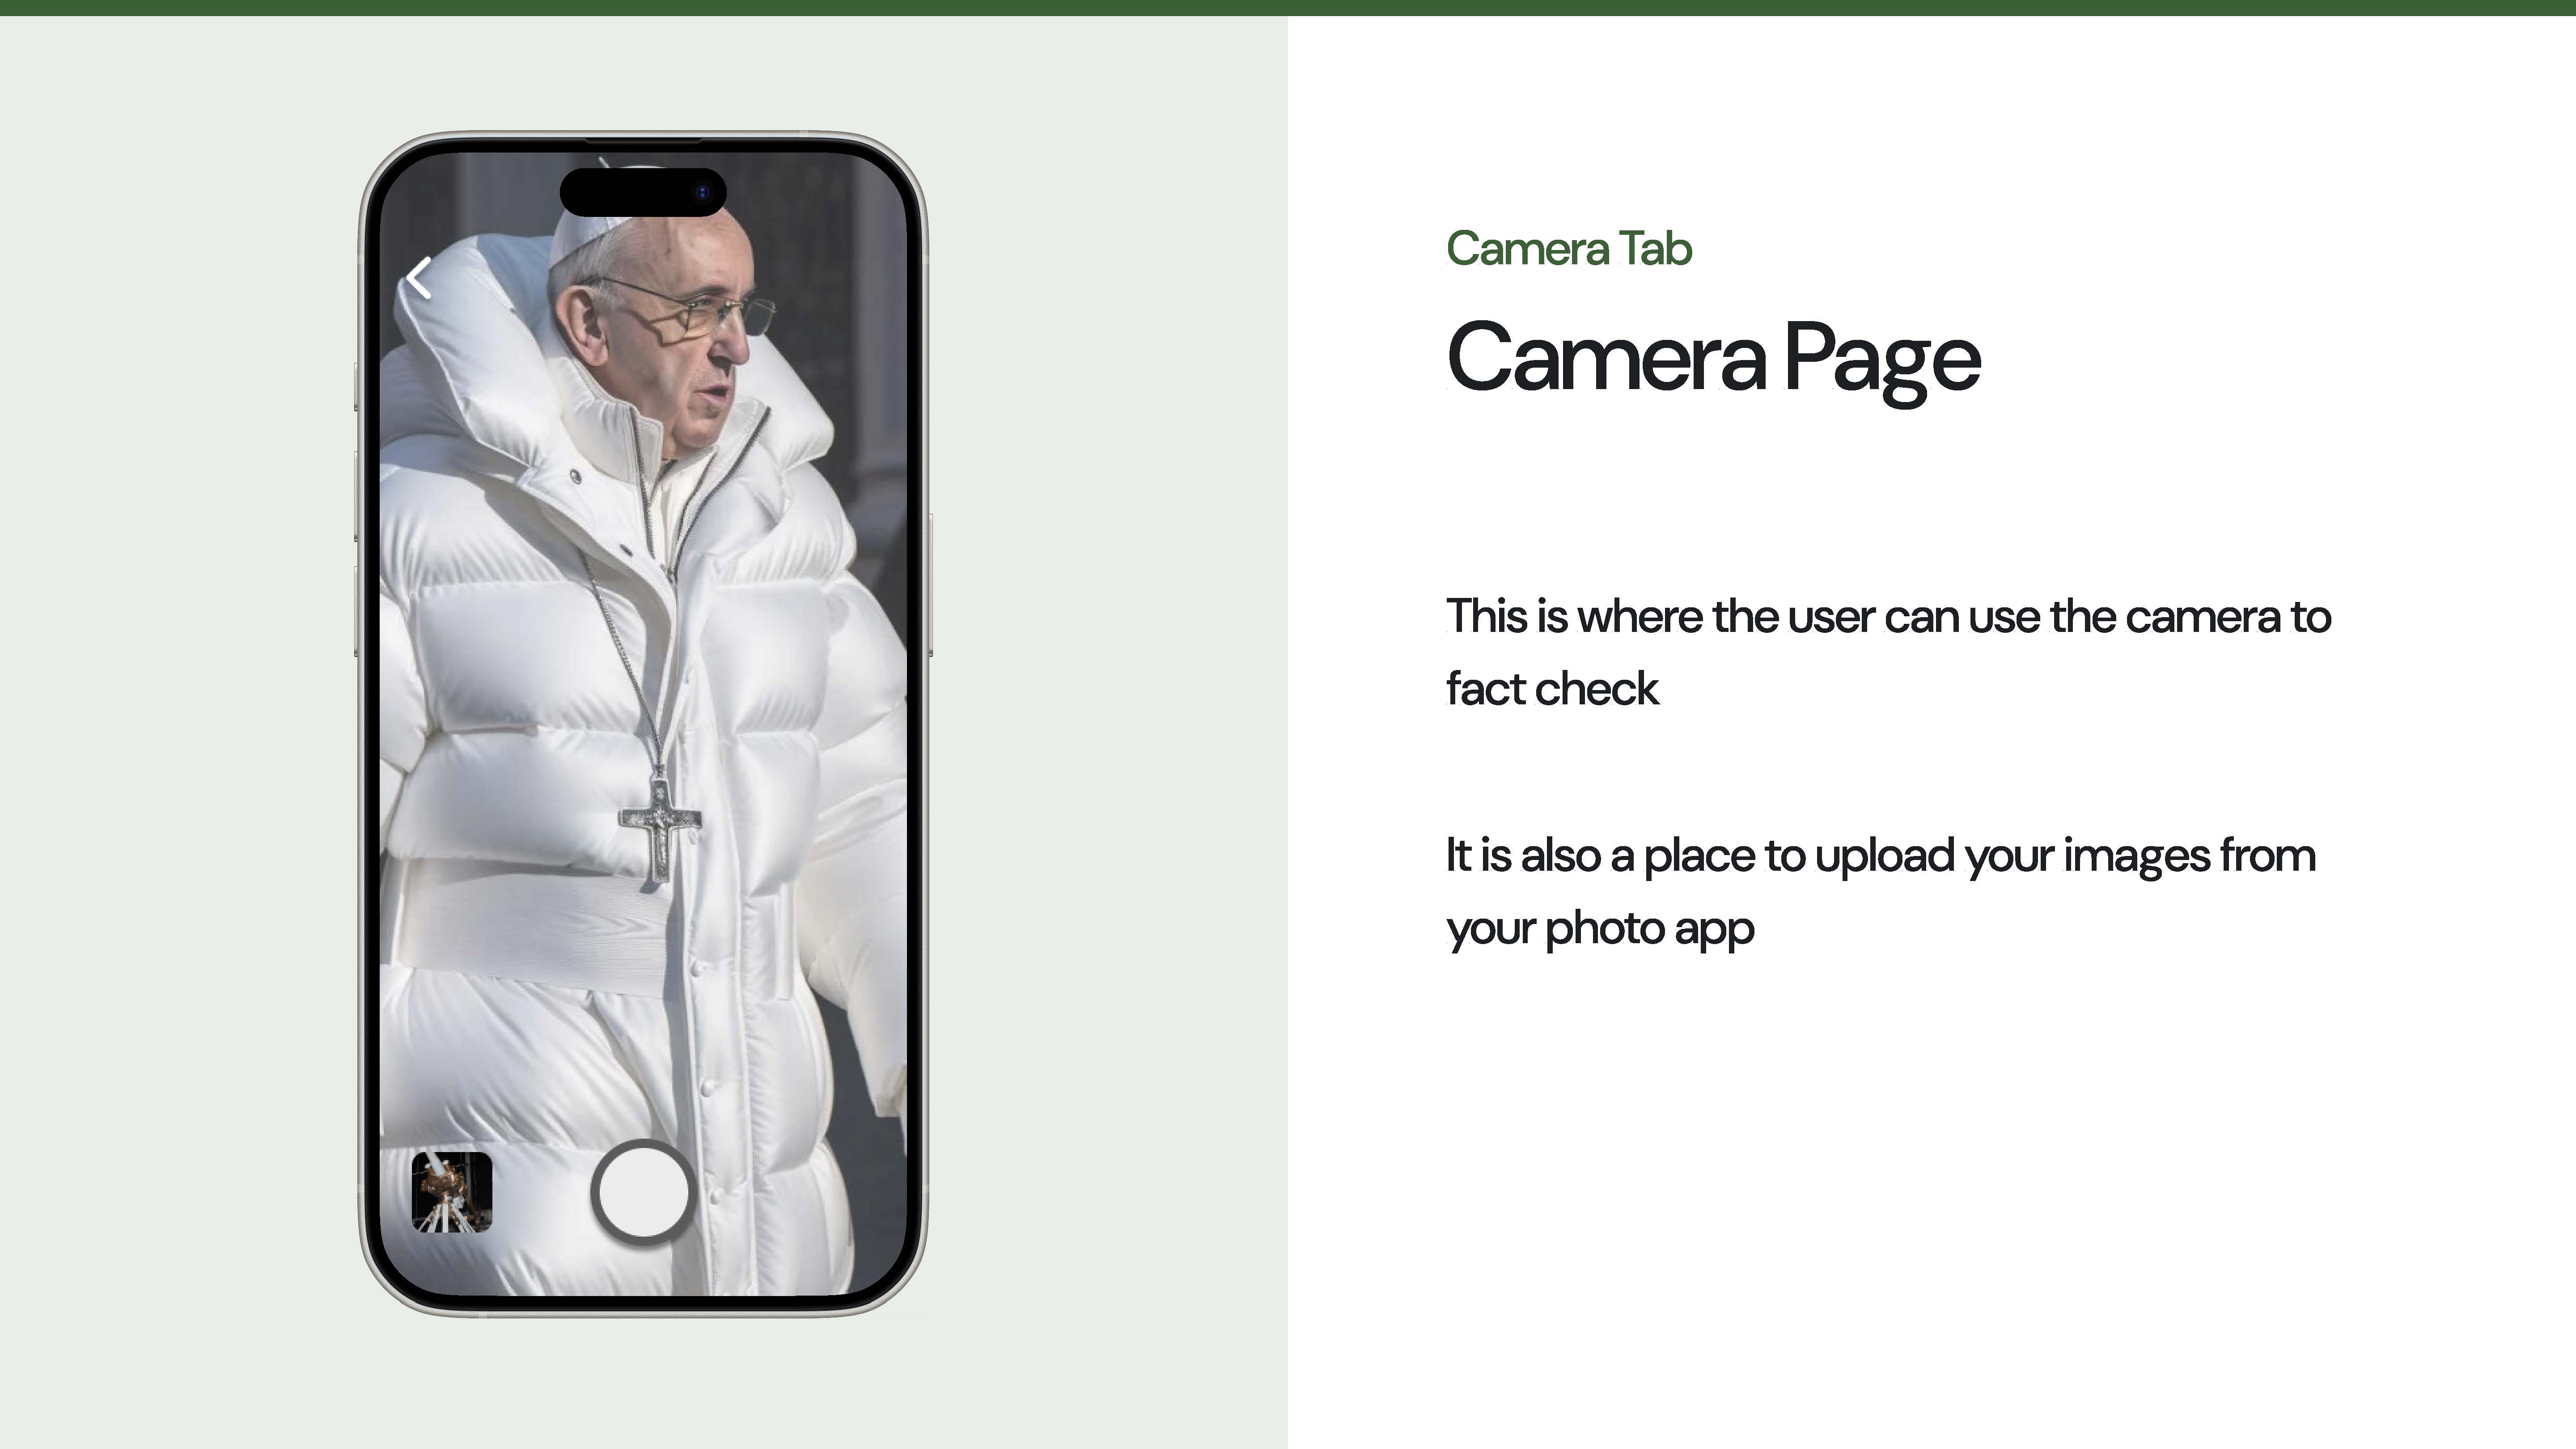 Camera Tab
Camera Page
This is where the user can use the camera to
fact check
It is also a place to upload your images from
your photo app